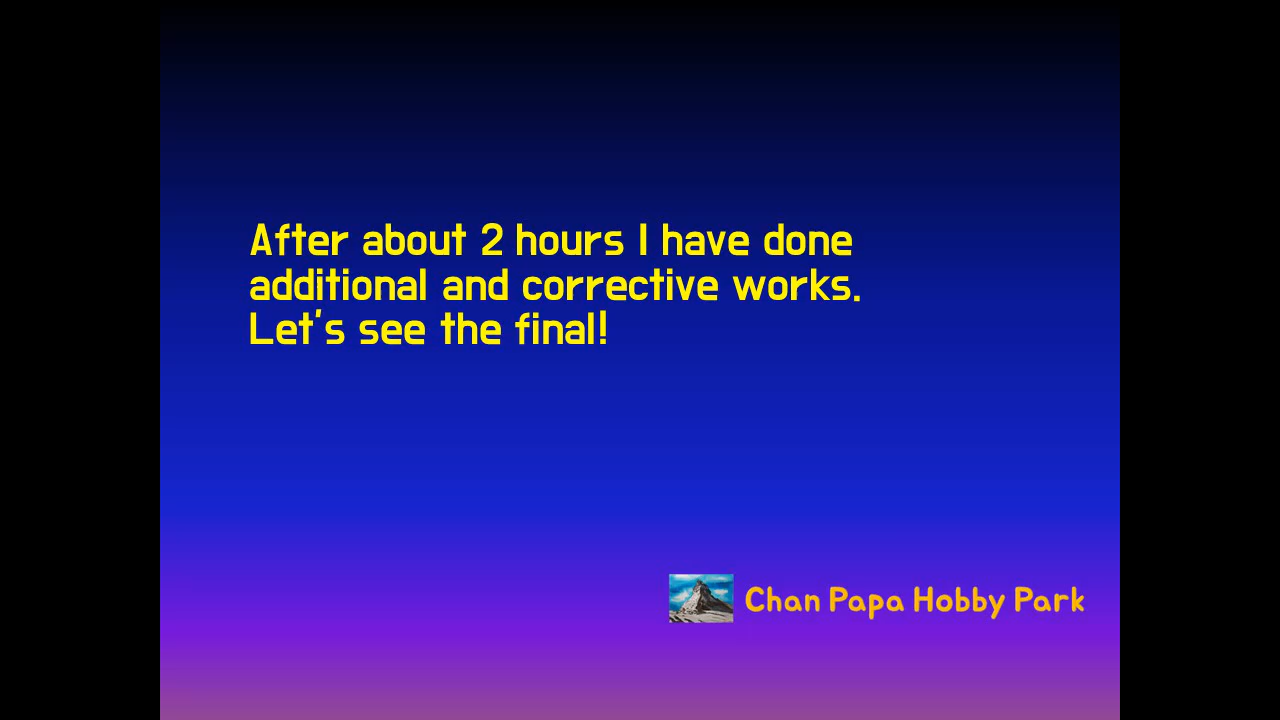 After about 2 hours I have done
additional and corrective works.
Let's see the final!
Chan Papa Hobby Park